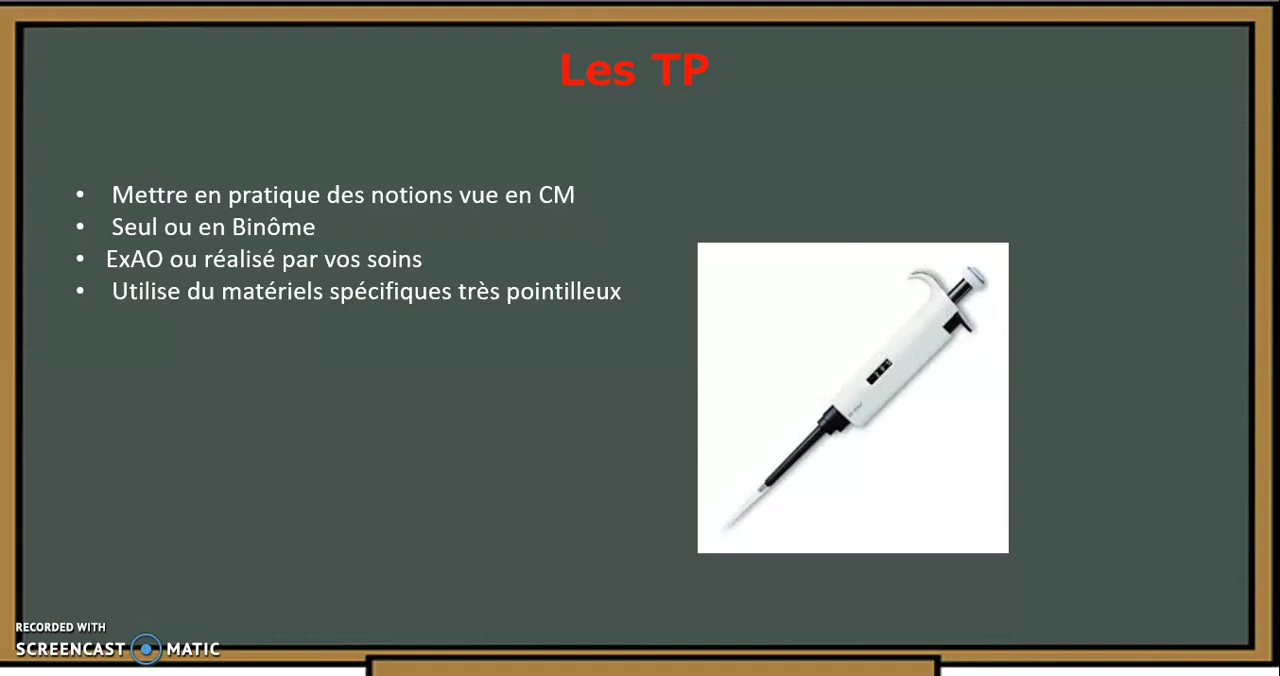 Les TP
• Mettre en pratique des notions vue en CM
• Seul ou en Binôme
• ExAO ou réalisé par vos soins
• Utilise du matériels spécifiques très pointilleux
RECORDED WITH
SCREENCAST MATIC